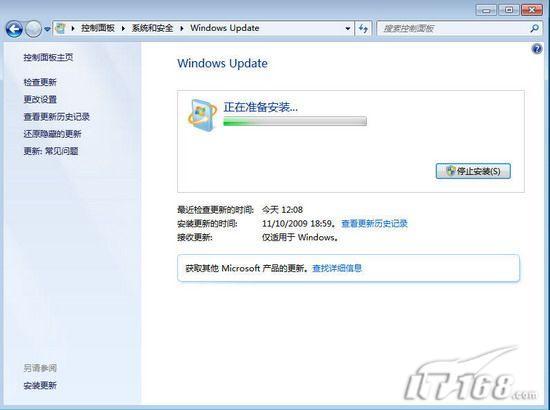 控制面板 ▸ 系统和安全 ▸ Windows Update
搜索控制面板
控制面板主页
检查更新
更改设置
查看更新历史记录
还原隐藏的更新
更新: 常见问题
另请参阅
安装更新
Windows Update
正在准备安装...
停止安装(S)
最近检查更新的时间: 今天 12:08
安装更新的时间: 11/10/2009 18:59。 查看更新历史记录
接收更新: 仅适用于 Windows。
获取其他 Microsoft 产品的更新。 查找详细信息
IT168.com